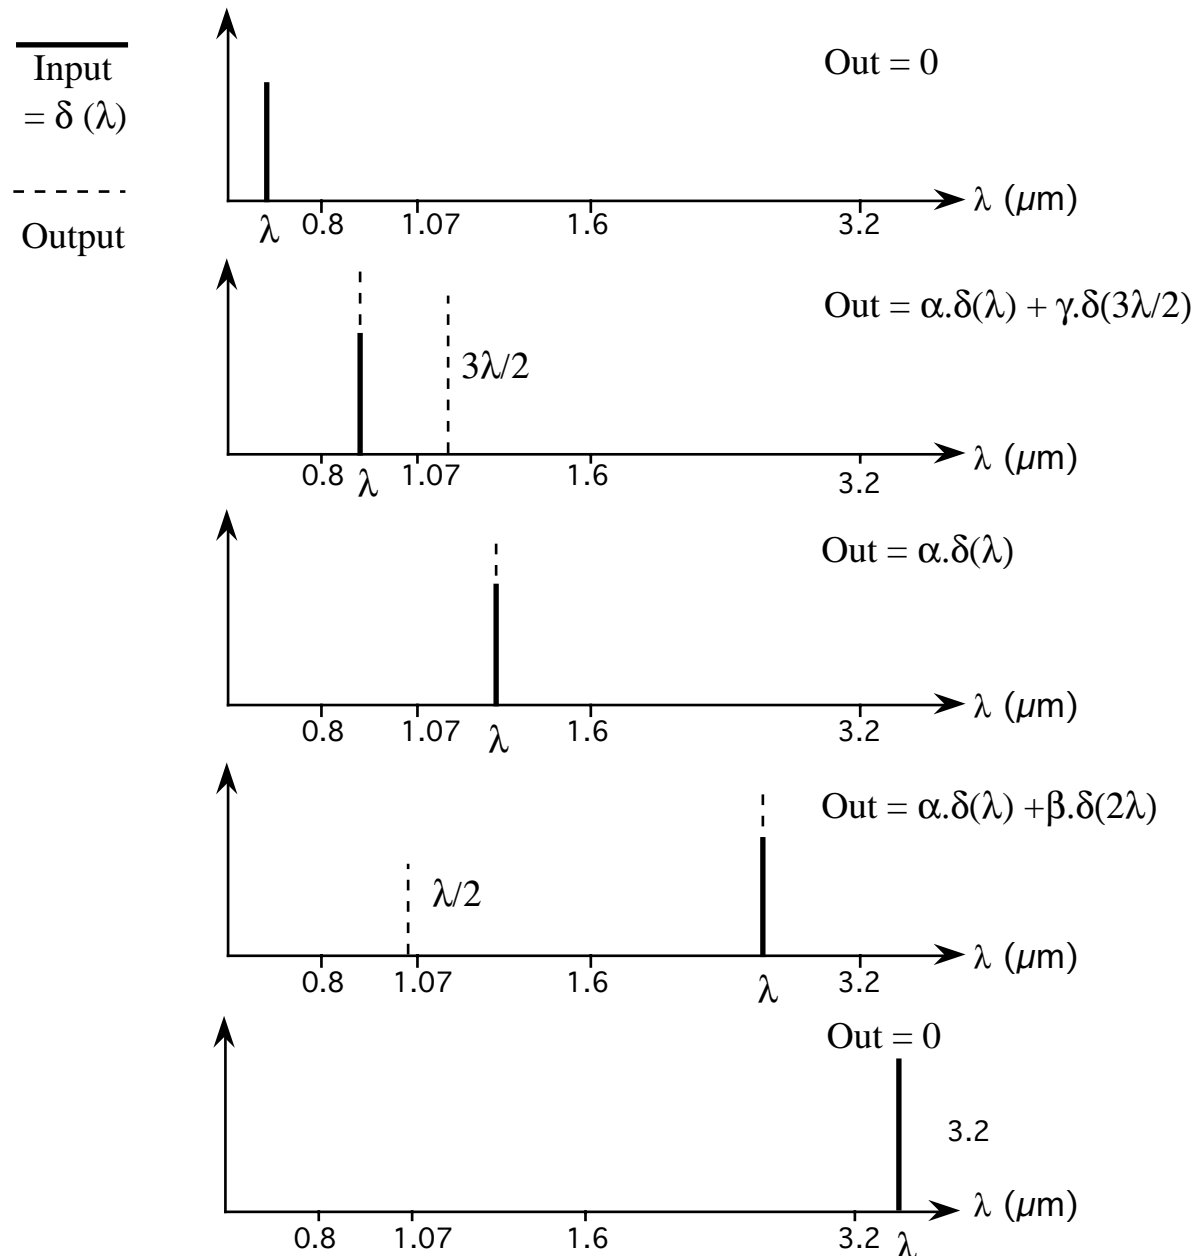 Input
= δ (λ)
Output
Out = 0
λ (µm)
λ 0.8 1.07 1.6 3.2
Out = α.δ(λ) + γ.δ(3λ/2)
3λ/2
λ (µm)
0.8 λ 1.07 1.6 3.2
Out = α.δ(λ)
λ (µm)
0.8 1.07 λ 1.6 3.2
Out = α.δ(λ) +β.δ(2λ)
λ/2
λ (µm)
0.8 1.07 1.6 λ 3.2
Out = 0
3.2
λ (µm)
0.8 1.07 1.6 3.2 λ